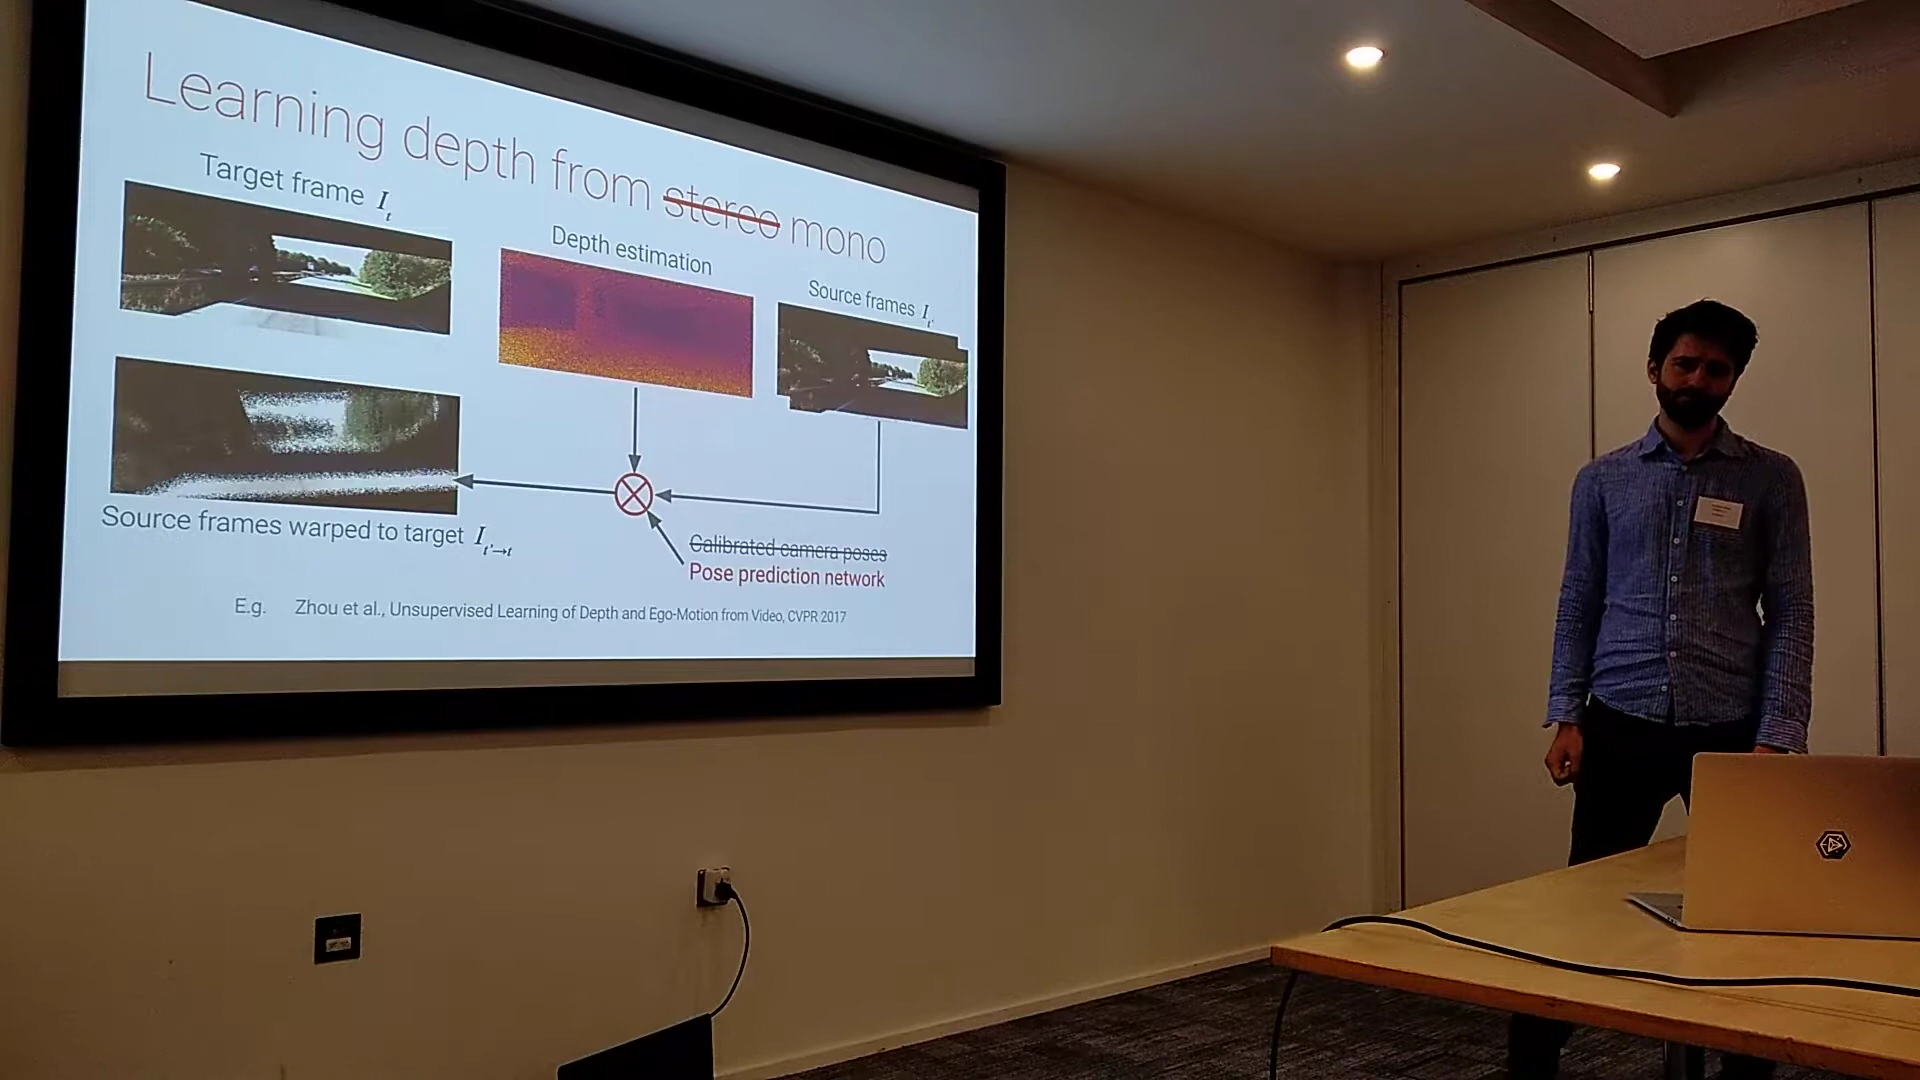 Learning depth from stereo mono
Target frame I_t
Depth estimation
Source frames I_t'
Source frames warped to target I_t'→t
Calibrated camera poses
Pose prediction network
E.g. Zhou et al., Unsupervised Learning of Depth and Ego-Motion from Video, CVPR 2017